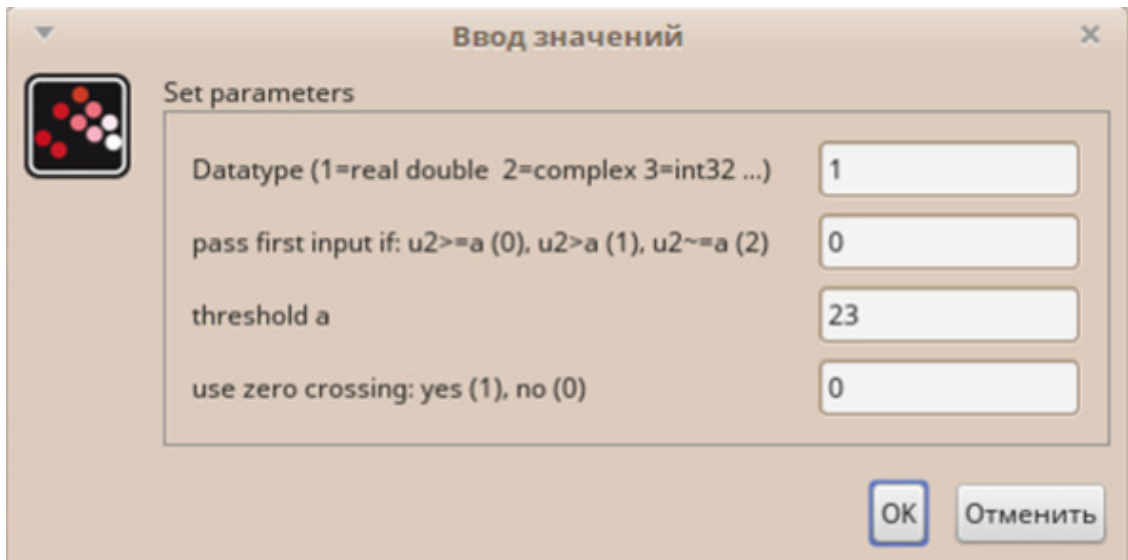 Ввод значений
Set parameters
Datatype (1=real double 2=complex 3=int32 ...) 1
pass first input if: u2>=a (0), u2>a (1), u2~=a (2) 0
threshold a 23
use zero crossing: yes (1), no (0) 0
OK Отменить